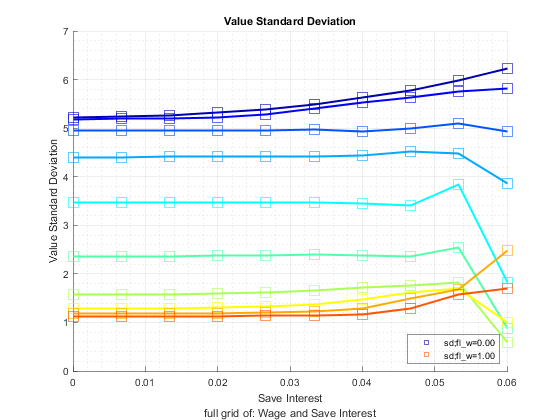 Value Standard Deviation
7
6
5
4
3
2
1
0
Value Standard Deviation
0
0.01
0.02
0.03
0.04
0.05
0.06
sd;fl_w=0.00
sd;fl_w=1.00
Save Interest
full grid of: Wage and Save Interest